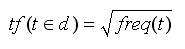 tf(t ∈ d) = √freq(t)